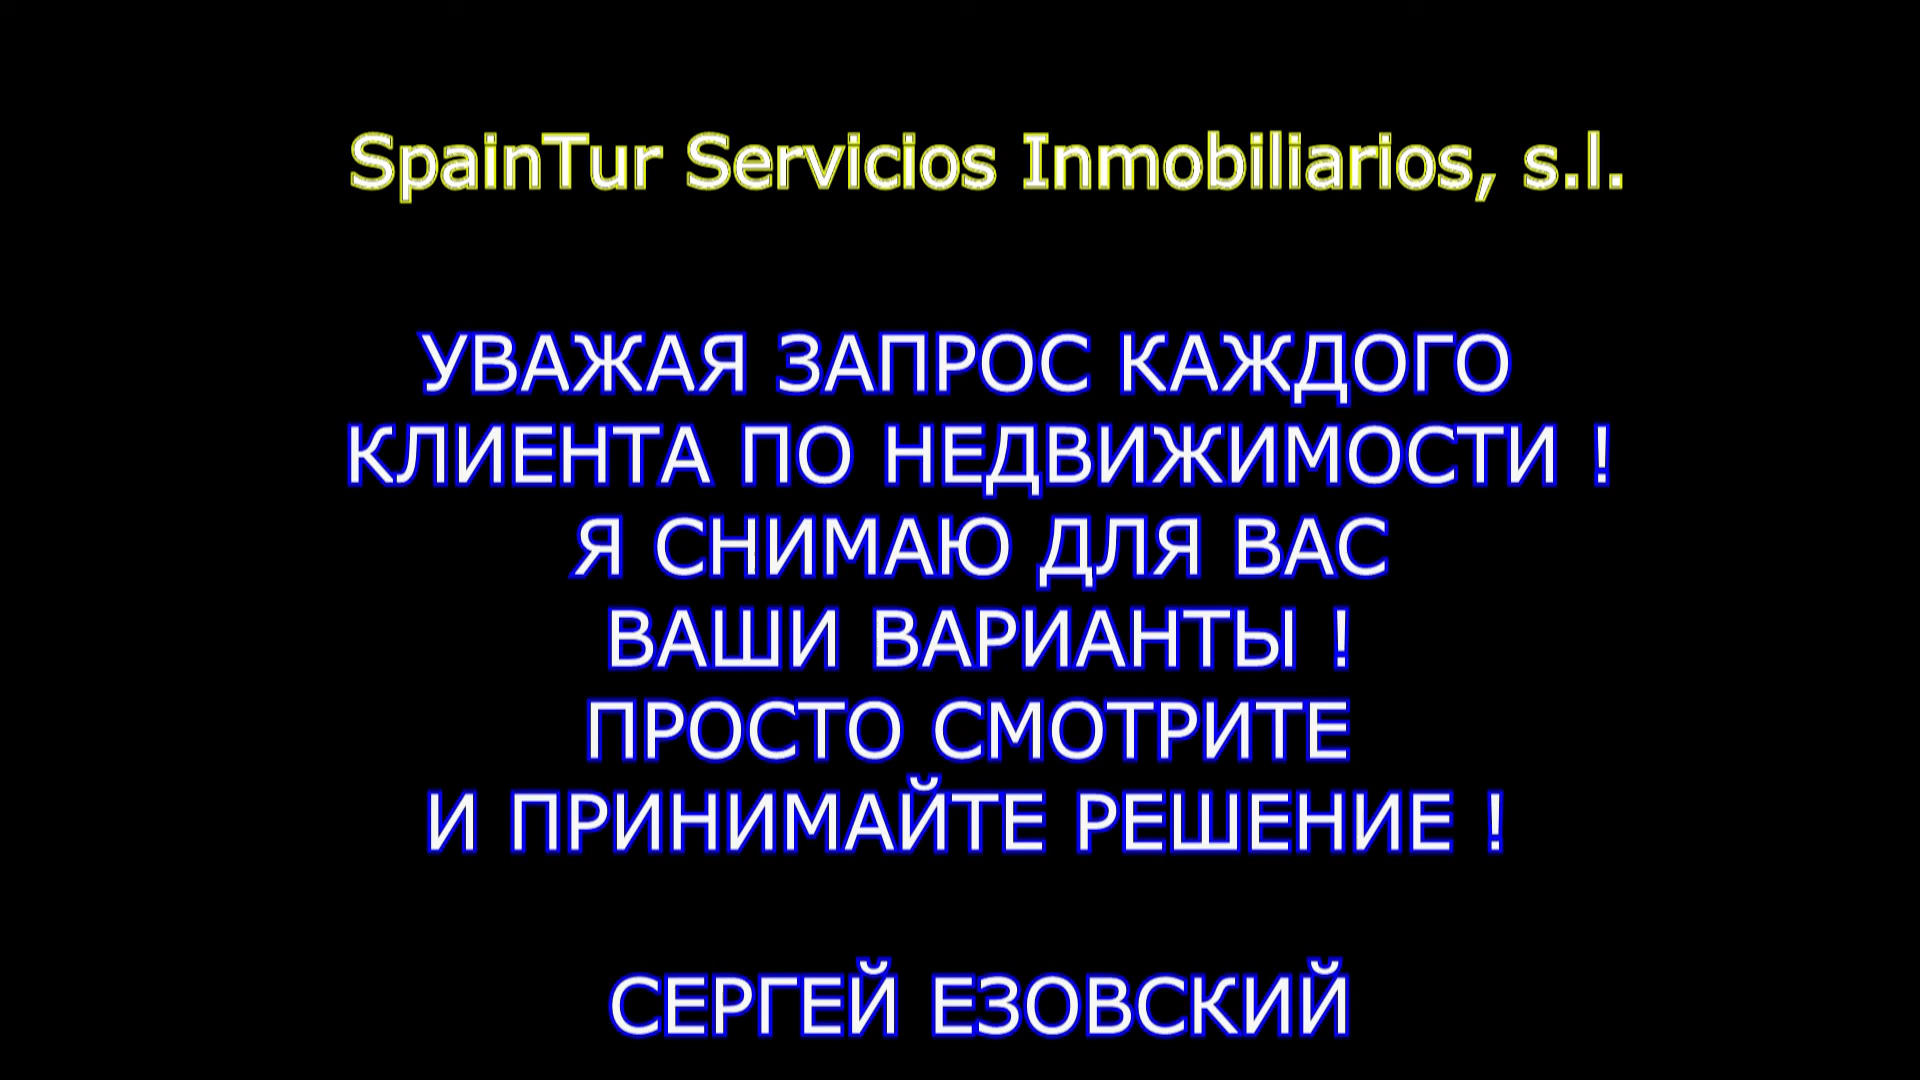 SpainTur Servicios Inmobiliarios, s.l.
УВАЖАЯ ЗАПРОС КАЖДОГО
КЛИЕНТА ПО НЕДВИЖИМОСТИ !
Я СНИМАЮ ДЛЯ ВАС
ВАШИ ВАРИАНТЫ !
ПРОСТО СМОТРИТЕ
И ПРИНИМАЙТЕ РЕШЕНИЕ !
СЕРГЕЙ ЕЗОВСКИЙ